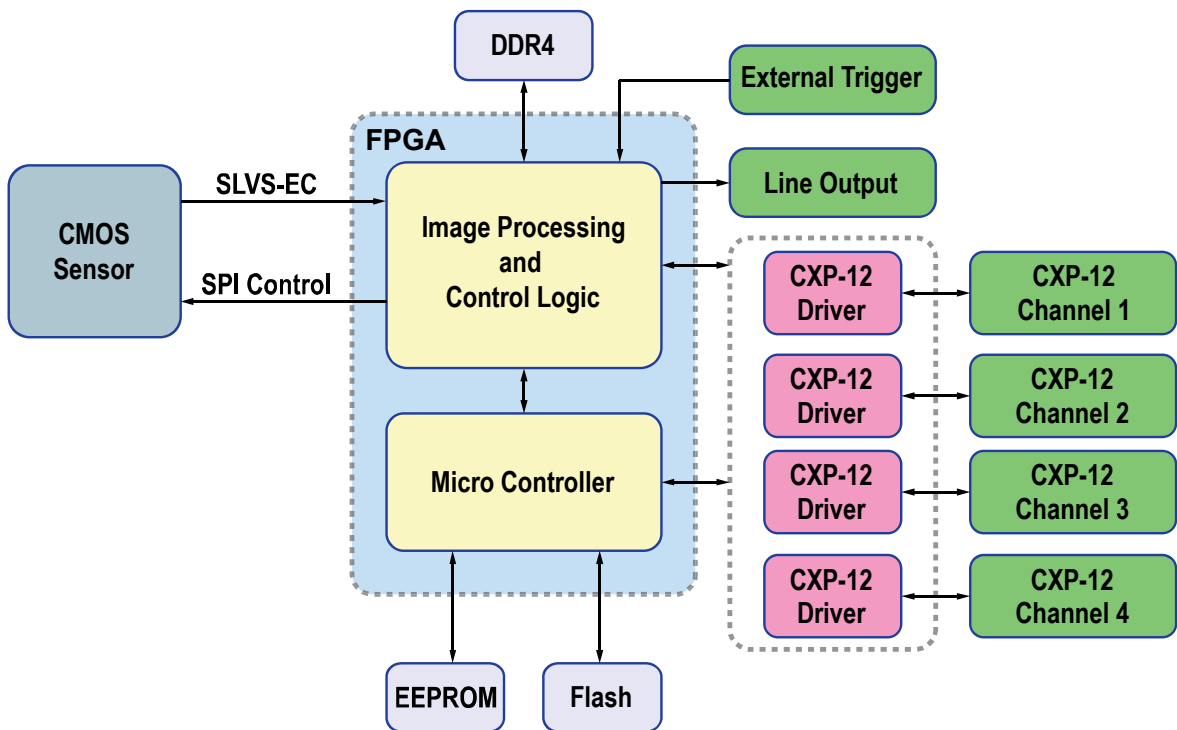 DDR4
External Trigger
FPGA
SLVS-EC
Line Output
CMOS
Sensor
Image Processing
and
Control Logic
SPI Control
CXP-12
Driver
CXP-12
Channel 1
CXP-12
Driver
CXP-12
Channel 2
Micro Controller
CXP-12
Driver
CXP-12
Channel 3
CXP-12
Driver
CXP-12
Channel 4
EEPROM
Flash